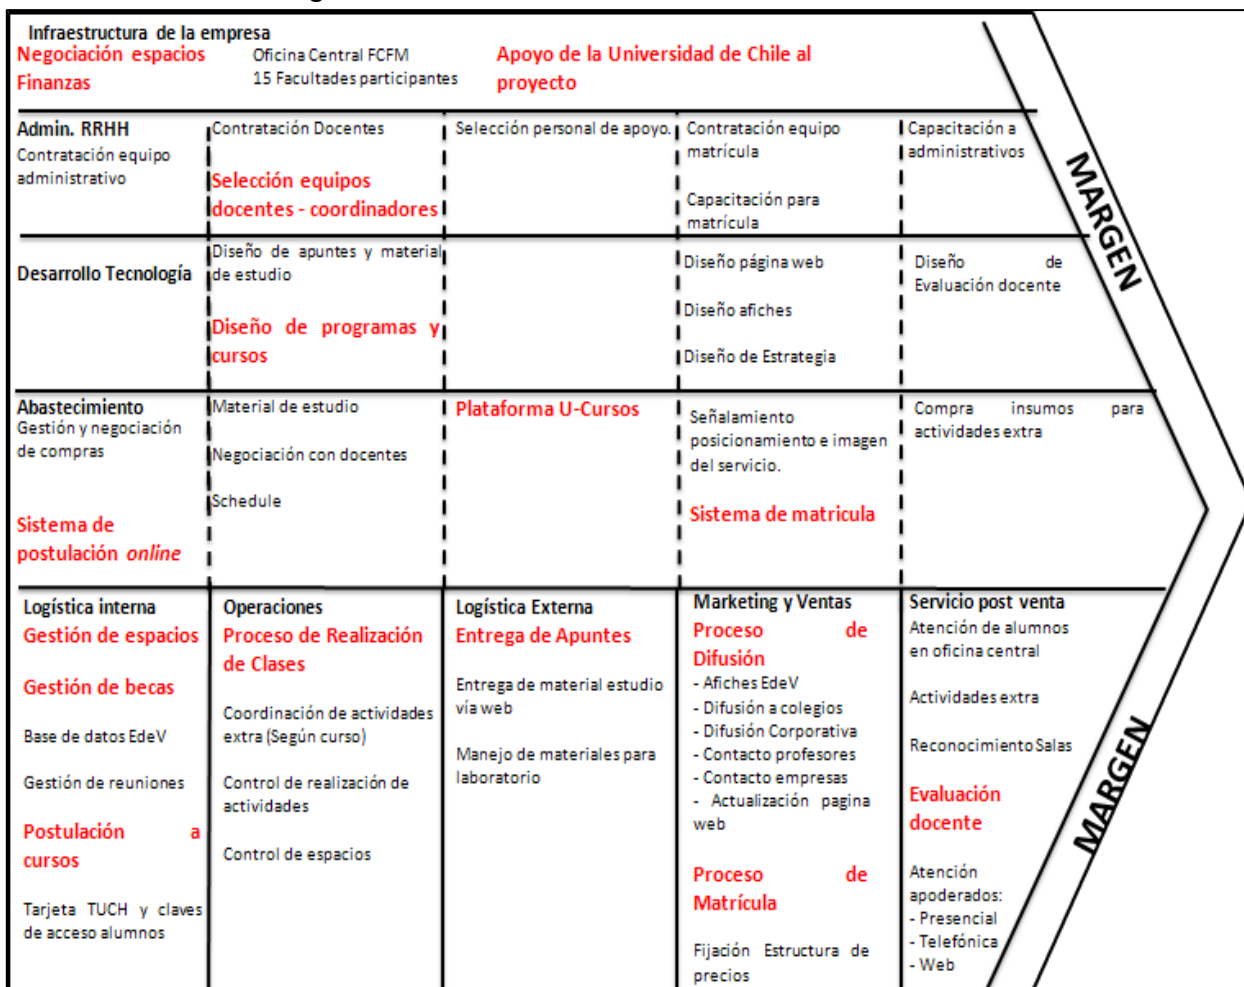 Infraestructura de la empresa
Negociación espacios
Finanzas
Oficina Central FCFM
15 Facultades participantes
Apoyo de la Universidad de Chile al
proyecto
Admin. RRHH
Contratación equipo
administrativo
Contratación Docentes
Selección equipos
docentes - coordinadores
Selección personal de apoyo.
Contratación equipo
matrícula
Capacitación para
matrícula
Capacitación a
administrativos
MARGEN
Desarrollo Tecnología
Diseño de apuntes y material
de estudio
Diseño de programas y
cursos
Diseño página web
Diseño afiches
Diseño de Estrategia
Diseño de
Evaluación docente
Abastecimiento
Gestión y negociación
de compras
Sistema de
postulación online
Material de estudio
Negociación con docentes
Schedule
Plataforma U-Cursos
Señalamiento
posicionamiento e imagen
del servicio.
Sistema de matricula
Compra insumos para
actividades extra
Logística interna
Gestión de espacios
Gestión de becas
Base de datos EdeV
Gestión de reuniones
Postulación a
cursos
Tarjeta TUCH y claves
de acceso alumnos
Operaciones
Proceso de Realización
de Clases
Coordinación de actividades
extra (Según curso)
Control de realización de
actividades
Control de espacios
Logística Externa
Entrega de Apuntes
Entrega de material estudio
vía web
Manejo de materiales para
laboratorio
Marketing y Ventas
Proceso de
Difusión
- Afiches EdeV
- Difusión a colegios
- Difusión Corporativa
- Contacto profesores
- Contacto empresas
- Actualización pagina
web
Proceso de
Matrícula
Fijación Estructura de
precios
Servicio post venta
Atención de alumnos
en oficina central
Actividades extra
Reconocimiento Salas
Evaluación
docente
Atención
apoderados:
- Presencial
- Telefónica
- Web
MARGEN